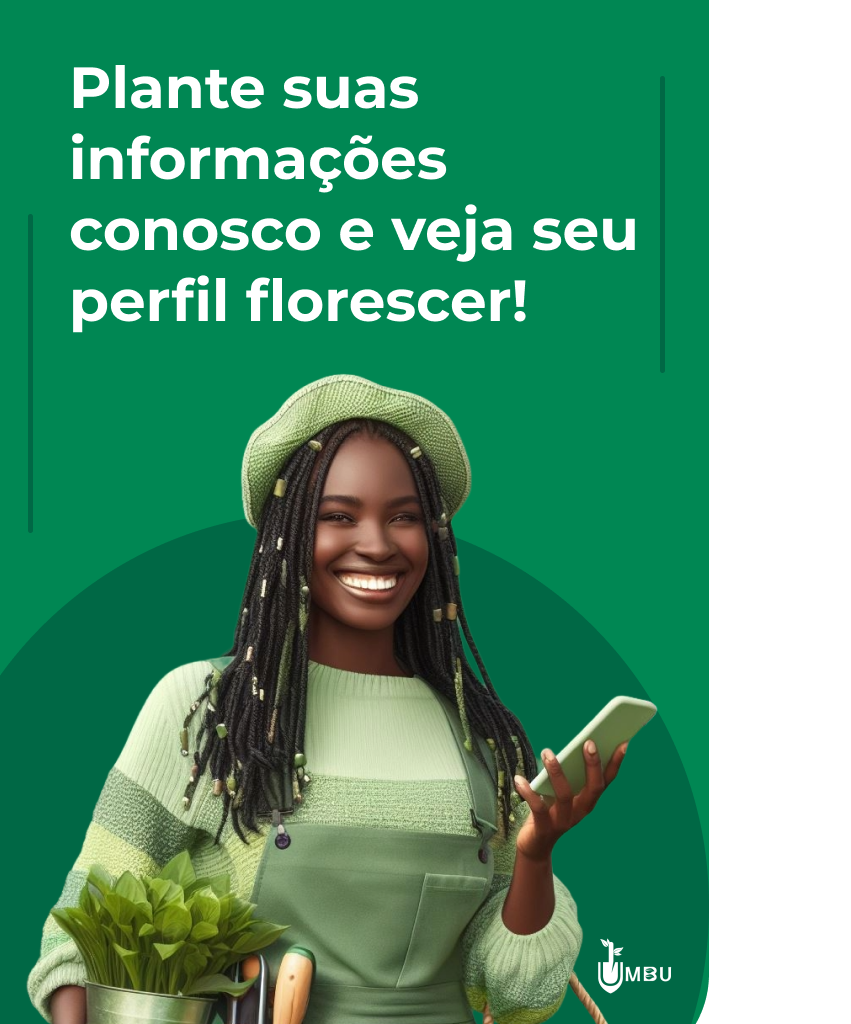 Plante suas
informações
conosco e veja seu
perfil florescer!
UMBU